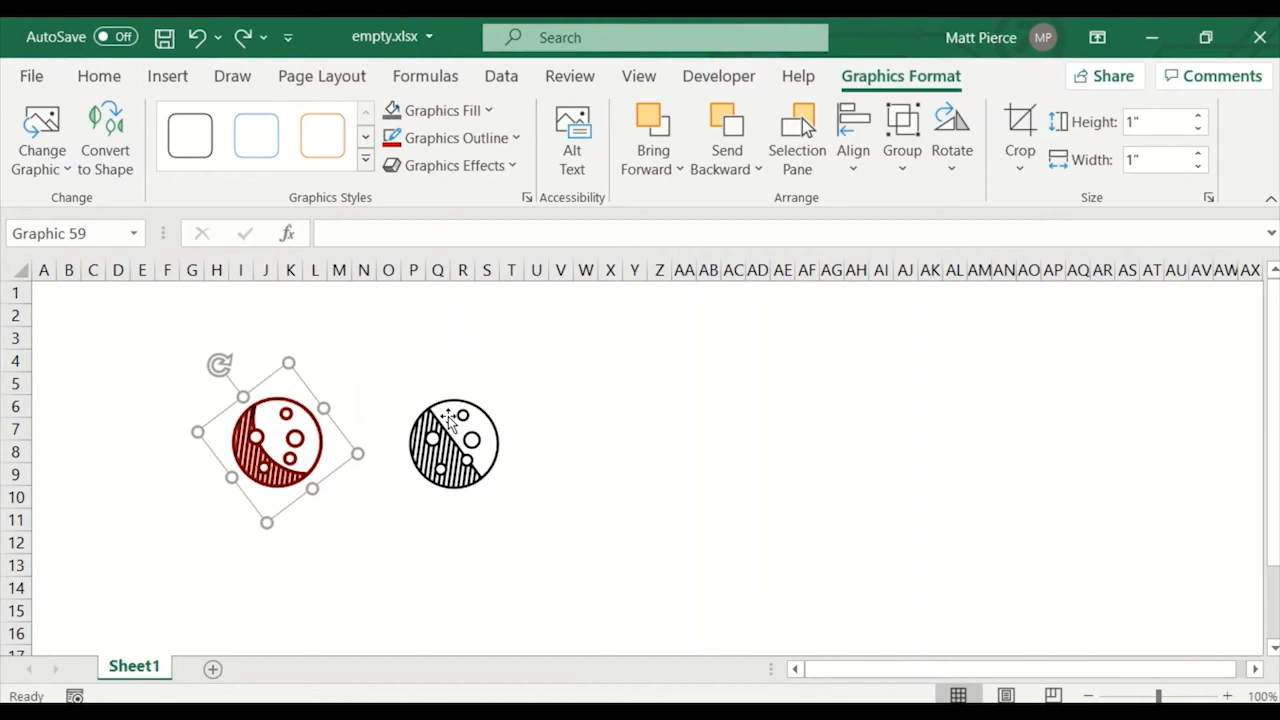 AutoSave Off empty.xlsx Search Matt Pierce MP
File Home Insert Draw Page Layout Formulas Data Review View Developer Help Graphics Format Share Comments
Change Graphic
Convert to Shape
Change
Graphics Fill
Graphics Outline
Graphics Effects
Graphics Styles
Alt Text
Accessibility
Bring Forward
Send Backward
Selection Pane
Align
Group
Rotate
Arrange
Crop
Height: 1"
Width: 1"
Size
Graphic 59 fx
A B C D E F G H I J K L M N O P Q R S T U V W X Y Z AA AB AC AD AE AF AG AH AI AJ AK AL AM AN AO AP AQ AR AS AT AU AV AW AX
1
2
3
4
5
6
7
8
9
10
11
12
13
14
15
16
17
Sheet1
Ready 100%